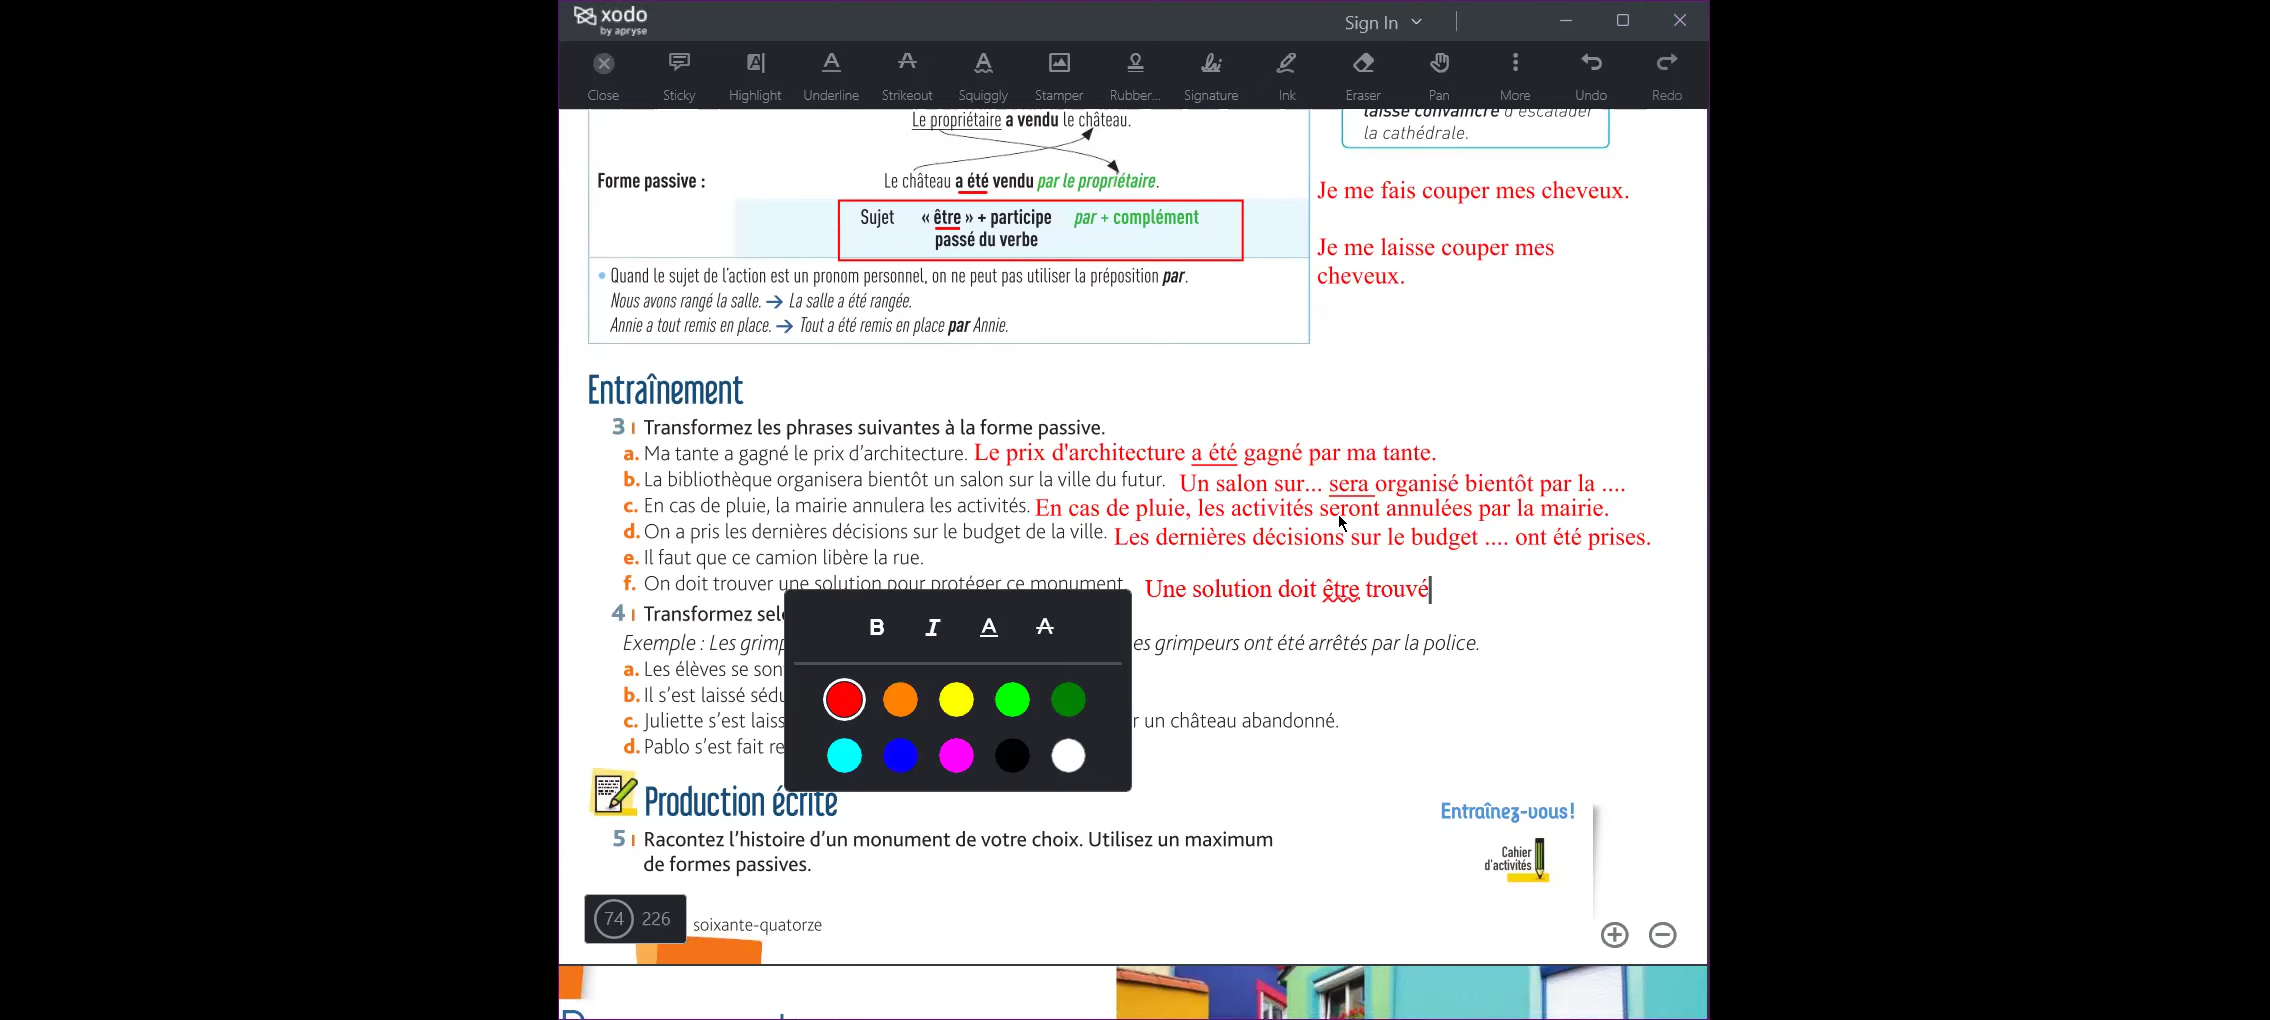 xodo
by apryse
Sign In
Close Sticky Highlight Underline Strikeout Squiggly Stamper Rubber... Signature Ink Eraser Pan More Undo Redo
Le propriétaire a vendu le château.
laisse convaincre d'escalader
la cathédrale.
Forme passive : Le château a été vendu par le propriétaire.
Je me fais couper mes cheveux.
Sujet « être » + participe par + complément
passé du verbe
Je me laisse couper mes
cheveux.
• Quand le sujet de l'action est un pronom personnel, on ne peut pas utiliser la préposition par.
Nous avons rangé la salle. → La salle a été rangée.
Annie a tout remis en place. → Tout a été remis en place par Annie.
Entraînement
3 | Transformez les phrases suivantes à la forme passive.
a. Ma tante a gagné le prix d'architecture. Le prix d'architecture a été gagné par ma tante.
b. La bibliothèque organisera bientôt un salon sur la ville du futur. Un salon sur... sera organisé bientôt par la ....
c. En cas de pluie, la mairie annulera les activités. En cas de pluie, les activités seront annulées par la mairie.
d. On a pris les dernières décisions sur le budget de la ville. Les dernières décisions sur le budget .... ont été prises.
e. Il faut que ce camion libère la rue.
f. On doit trouver une solution pour protéger ce monument. Une solution doit être trouvé
4 | Transformez
Exemple : Les es grimpeurs ont été arrêtés par la police.
a. Les élèves se
b. Il s'est laissé
c. Juliette s'est un château abandonné.
d. Pablo s'est fait
B I A A
Production écrite
5 | Racontez l'histoire d'un monument de votre choix. Utilisez un maximum
de formes passives.
Entraînez-vous!
Cahier
d'activités
74 226 soixante-quatorze